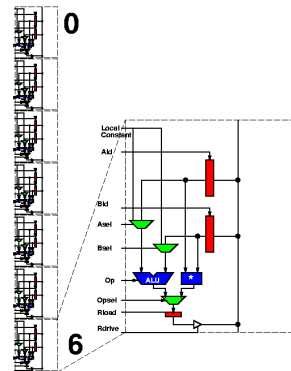 0
Local
Constant
Ald
Bld
Asel
Bsel
Op
ALU
*
Opsel
Rload
Rdrive
6